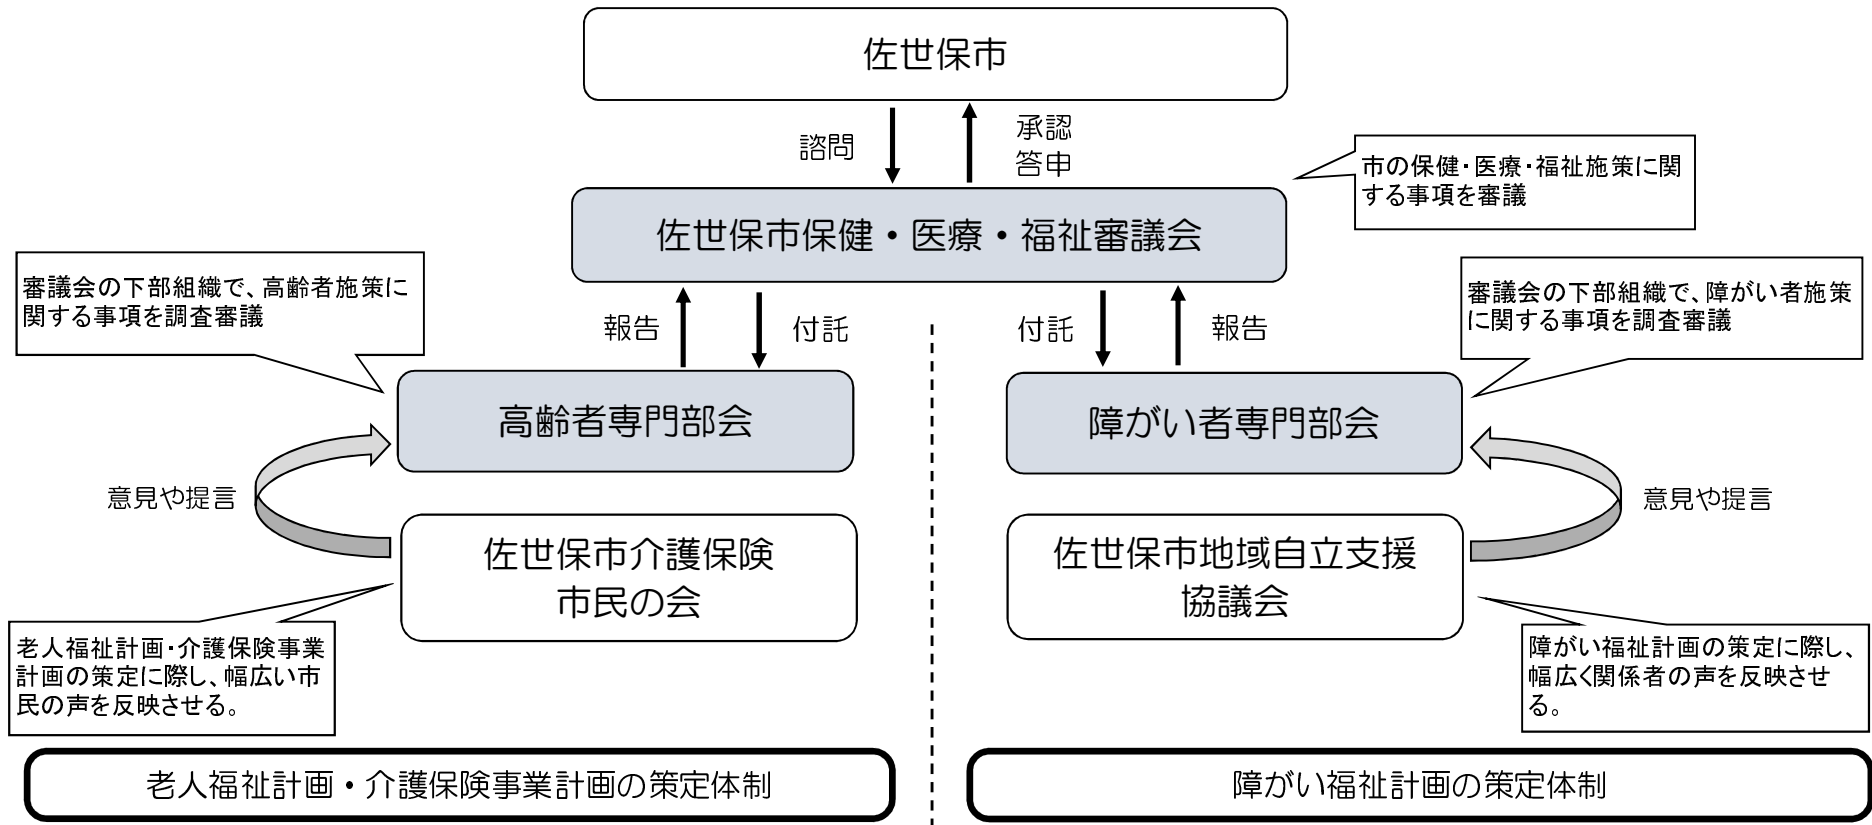 佐世保市
諮問
承認
答申
市の保健・医療・福祉施策に関
する事項を審議
佐世保市保健・医療・福祉審議会
審議会の下部組織で、高齢者施策に
関する事項を調査審議
審議会の下部組織で、障がい者施策
に関する事項を調査審議
報告
付託
付託
報告
高齢者専門部会
障がい者専門部会
意見や提言
意見や提言
佐世保市介護保険
市民の会
佐世保市地域自立支援
協議会
老人福祉計画・介護保険事業
計画の策定に際し、幅広い市
民の声を反映させる。
障がい福祉計画の策定に際し、
幅広く関係者の声を反映させ
る。
老人福祉計画・介護保険事業計画の策定体制
障がい福祉計画の策定体制